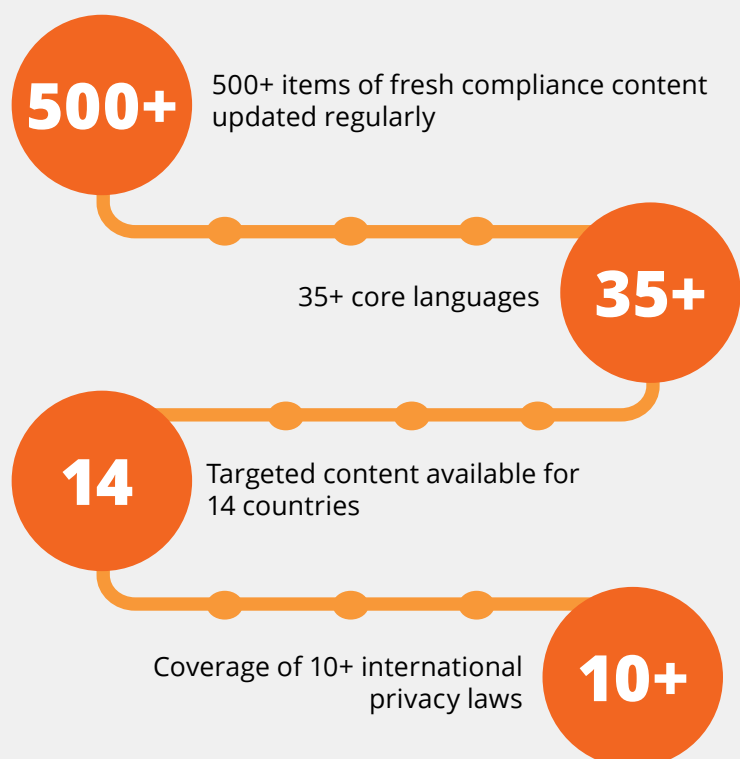 500+
500+ items of fresh compliance content
updated regularly
35+ core languages
35+
14
Targeted content available for
14 countries
Coverage of 10+ international
privacy laws
10+